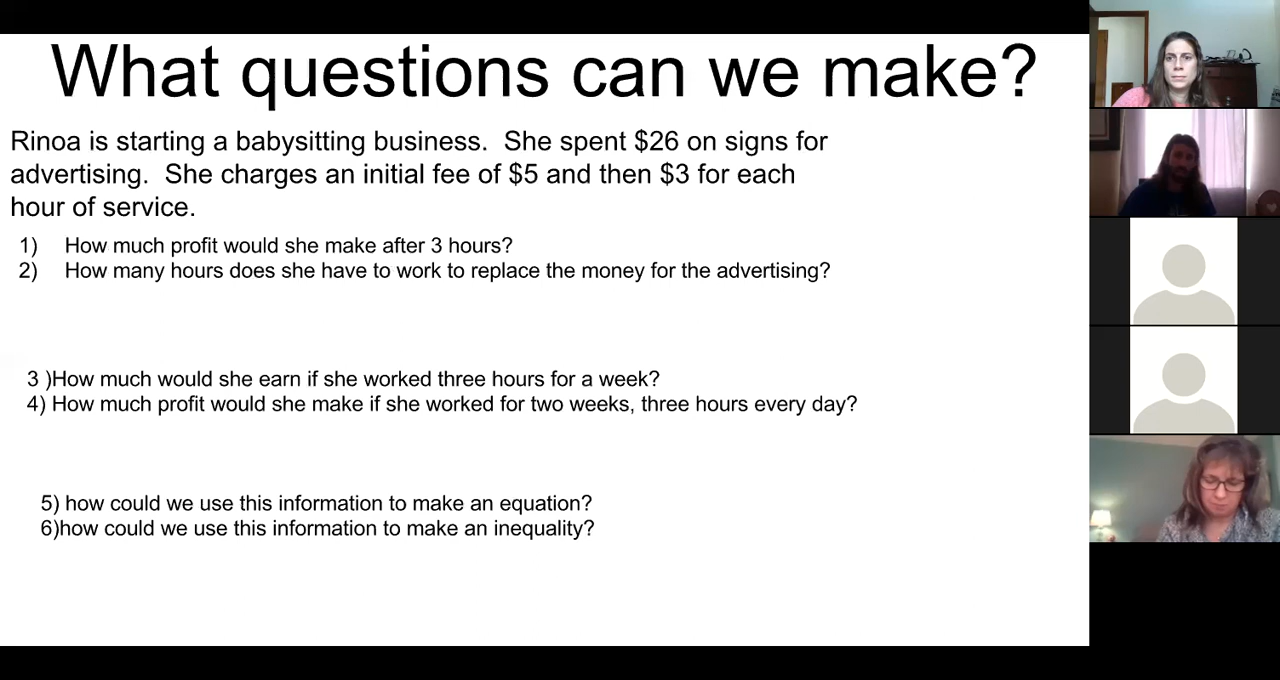 What questions can we make?
Rinoa is starting a babysitting business.  She spent $26 on signs for
advertising.  She charges an initial fee of $5 and then $3 for each
hour of service.
1) How much profit would she make after 3 hours?
2) How many hours does she have to work to replace the money for the advertising?
3 )How much would she earn if she worked three hours for a week?
4) How much profit would she make if she worked for two weeks, three hours every day?
5) how could we use this information to make an equation?
6)how could we use this information to make an inequality?